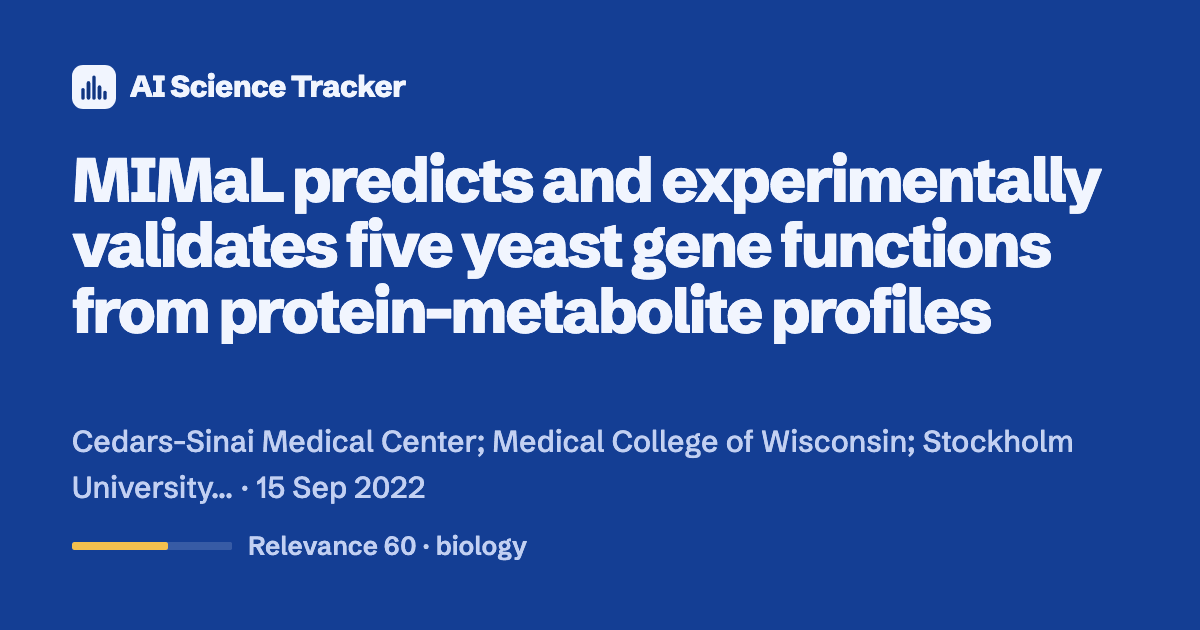 AI Science Tracker
MIMaL predicts and experimentally
validates five yeast gene functions
from protein-metabolite profiles
Cedars-Sinai Medical Center; Medical College of Wisconsin; Stockholm
University... · 15 Sep 2022
Relevance 60 · biology